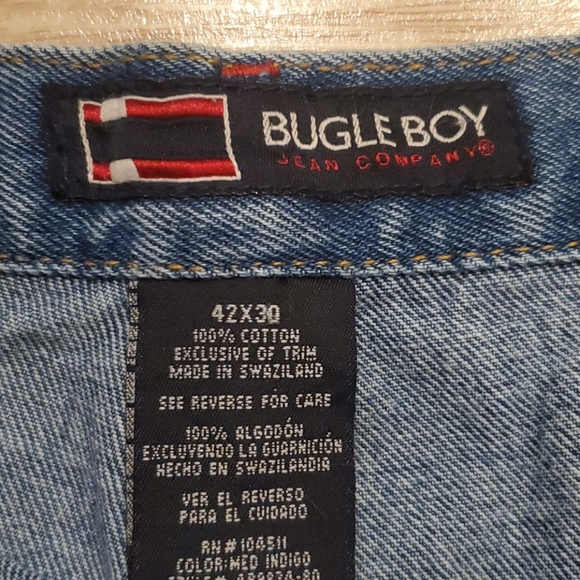 BUGLE BOY
JEAN COMPANY®
42X30
100% COTTON
EXCLUSIVE OF TRIM
MADE IN SWAZILAND
SEE REVERSE FOR CARE
100% ALGODÓN
EXCLUYENDO LA GUARNICIÓN
HECHO EN SWAZILANDIA
VER EL REVERSO
PARA EL CUIDADO
RN# 104511
COLOR:MED INDIGO